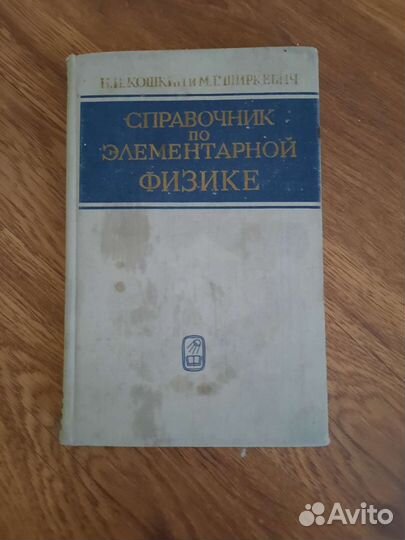 Н. И. КОШКИН и М. Г. ШИРКЕВИЧ
СПРАВОЧНИК
ПО
ЭЛЕМЕНТАРНОЙ
ФИЗИКЕ
Avito